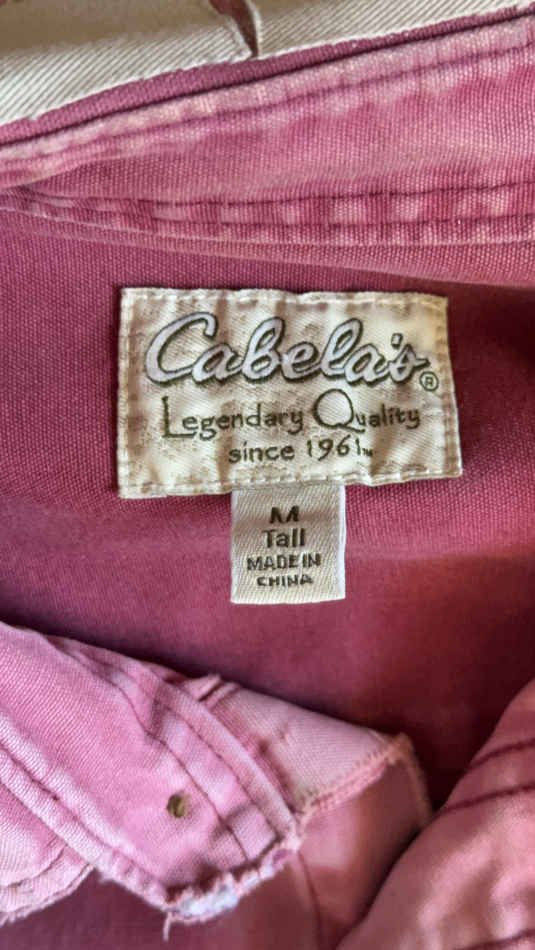 Cabela's®
Legendary Quality
since 1961™
M
Tall
MADE IN
CHINA